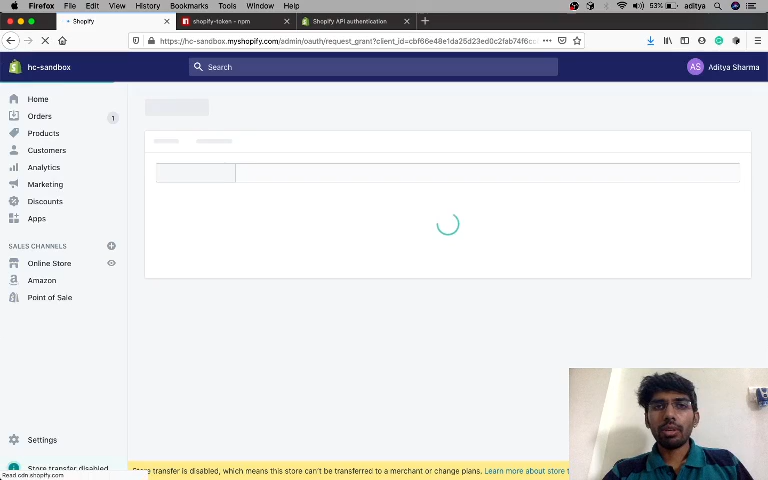 Firefox File Edit View History Bookmarks Tools Window Help 53% aditya
Shopify
shopify-token - npm
Shopify API authentication
https://hc-sandbox.myshopify.com/admin/oauth/request_grant?client_id=
hc-sandbox
Search
AS Aditya Sharma
Home
Orders 1
Products
Customers
Analytics
Marketing
Discounts
Apps
SALES CHANNELS
Online Store
Amazon
Point of Sale
Settings
Store transfer disabled
Read cdn.shopify.com
transfer is disabled, which means this store can't be transferred to a merchant or change plans. Learn more about store